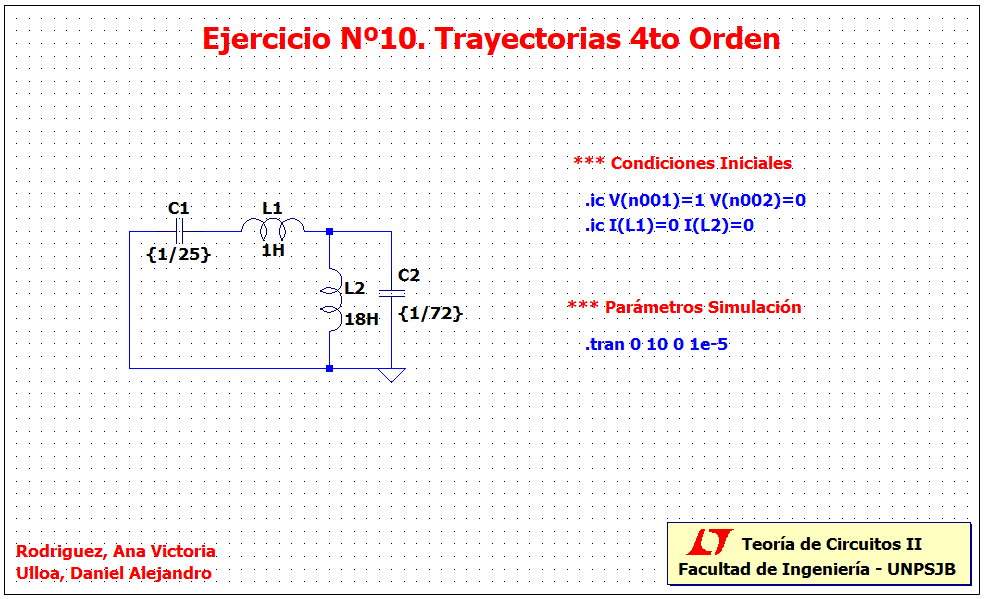 Ejercicio Nº10. Trayectorias 4to Orden
*** Condiciones Iniciales
.ic V(n001)=1 V(n002)=0
.ic I(L1)=0 I(L2)=0
C1
{1/25}
L1
1H
L2
18H
C2
{1/72}
*** Parámetros Simulación
.tran 0 10 0 1e-5
Rodriguez, Ana Victoria
Ulloa, Daniel Alejandro
Teoría de Circuitos II
Facultad de Ingeniería - UNPSJB